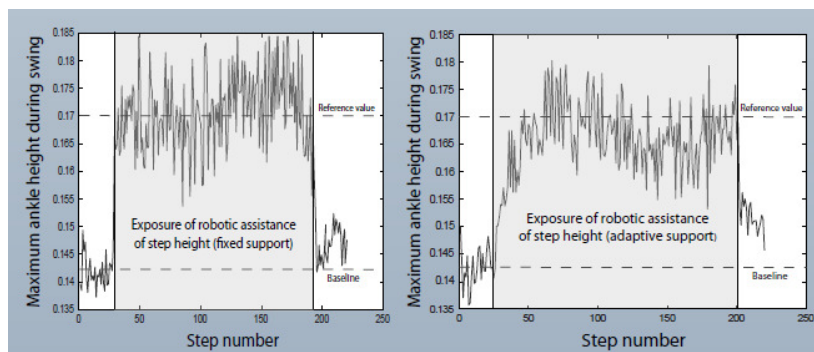 Maximum ankle height during swing
0.185
0.18
0.175
0.17
0.165
0.16
0.155
0.15
0.145
0.14
0.135
Reference value
Exposure of robotic assistance
of step height (fixed support)
Baseline
0 50 100 150 200 250
Step number
Maximum ankle height during swing
0.185
0.18
0.175
0.17
0.165
0.16
0.155
0.15
0.145
0.14
0.135
Reference value
Exposure of robotic assistance
of step height (adaptive support)
Baseline
0 50 100 150 200 250
Step number